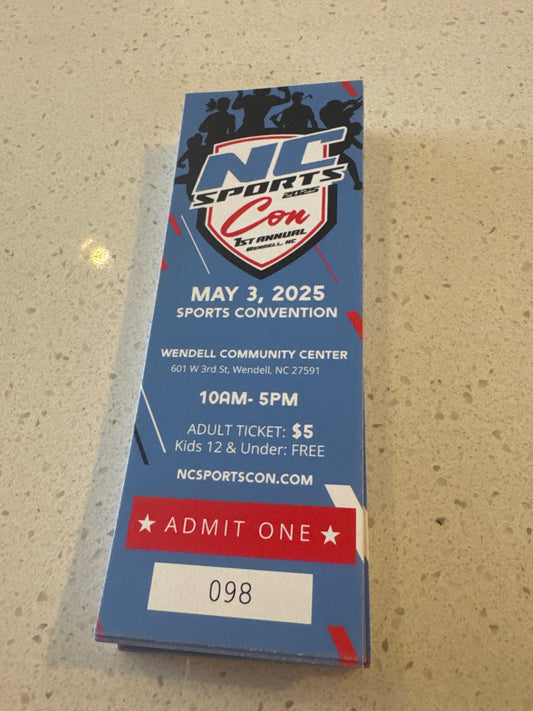 NC
SPORTS
2025
Con
1ST ANNUAL
WENDELL, NC
MAY 3, 2025
SPORTS CONVENTION
WENDELL COMMUNITY CENTER
601 W 3rd St, Wendell, NC 27591
10AM- 5PM
ADULT TICKET: $5
Kids 12 & Under: FREE
NCSPORTSCON.COM
★ ADMIT ONE ★
098